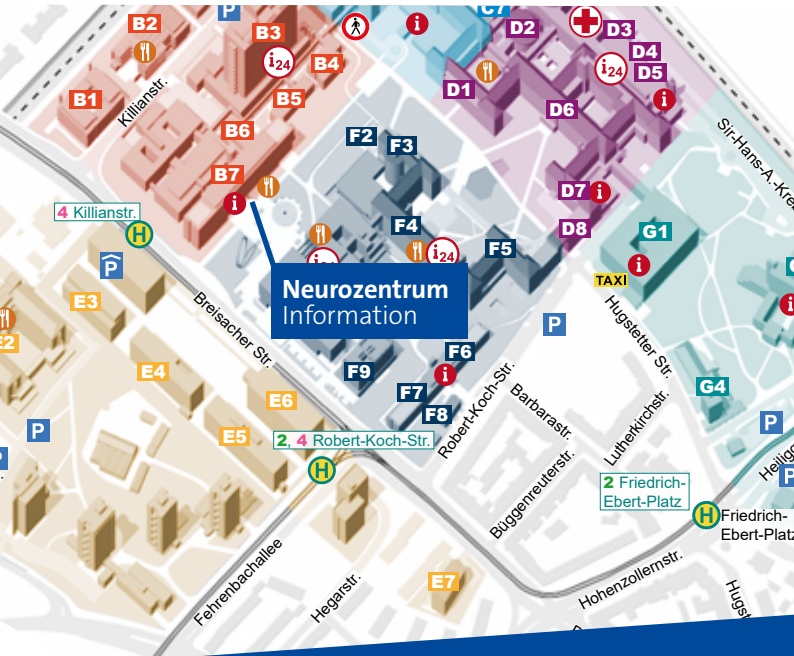 P
C7
B2
B3
i
D2
D3
B4
i24
D4
i24
D5
D1
B1
Killianstr.
B5
D6
i
B6
F2
F3
Sir-Hans-A.-Kre
B7
i
D7
i
4 Killianstr.
H
F4
i24
F5
D8
G1
P
i
TAXI
E3
Neurozentrum
Information
i
Breisacher Str.
P
Hugstetter Str.
E2
F6
E4
F9
i
G4
F7
E6
F8
Robert-Koch-Str.
Barbarastr.
Lutherkirchstr.
P
P
E5
2, 4 Robert-Koch-Str.
H
Büggenreuterstr.
Heiligg
P
2 Friedrich-
Ebert-Platz
H
Friedrich-
Ebert-Platz
Fehrenbachallee
Hegarstr.
E7
Hohenzollernstr.
Hugst